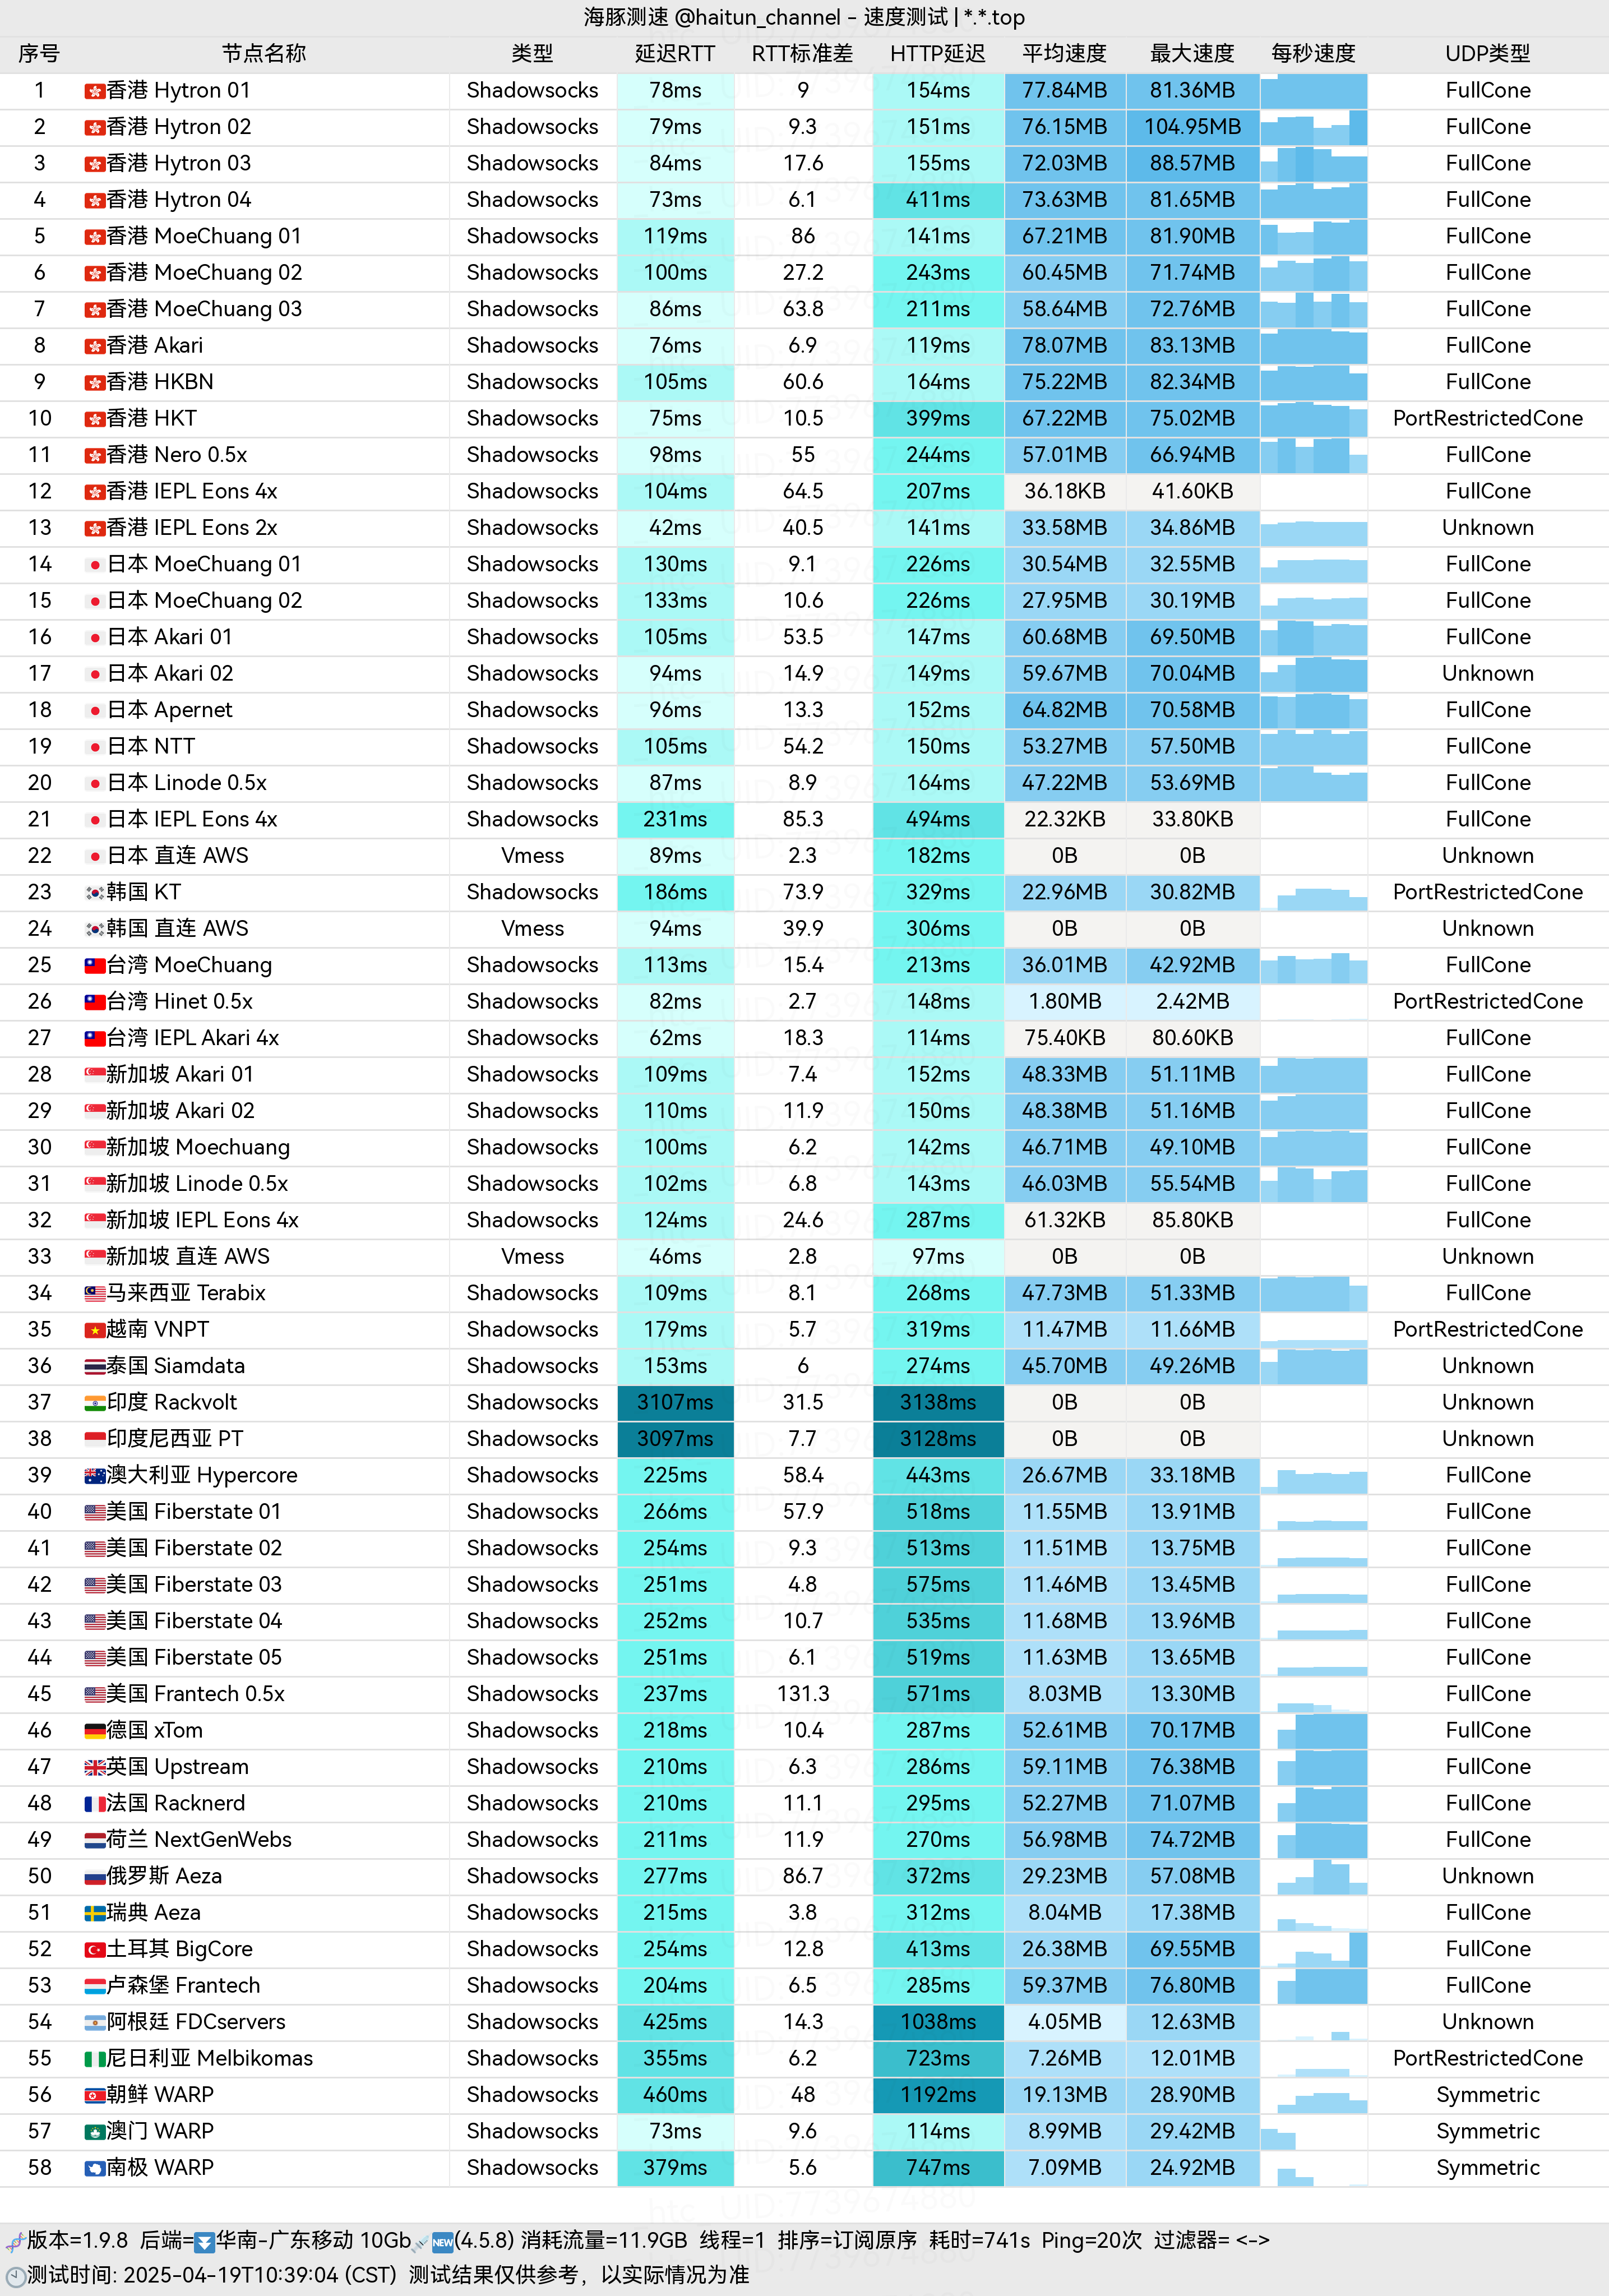 海豚测速 @haitun_channel - 速度测试 | *.*.top
序号 节点名称 类型 延迟RTT RTT标准差 HTTP延迟 平均速度 最大速度 每秒速度 UDP类型
1 香港 Hytron 01 Shadowsocks 78ms 9 154ms 77.84MB 81.36MB FullCone
2 香港 Hytron 02 Shadowsocks 79ms 9.3 151ms 76.15MB 104.95MB FullCone
3 香港 Hytron 03 Shadowsocks 84ms 17.6 155ms 72.03MB 88.57MB FullCone
4 香港 Hytron 04 Shadowsocks 73ms 6.1 411ms 73.63MB 81.65MB FullCone
5 香港 MoeChuang 01 Shadowsocks 119ms 86 141ms 67.21MB 81.90MB FullCone
6 香港 MoeChuang 02 Shadowsocks 100ms 27.2 243ms 60.45MB 71.74MB FullCone
7 香港 MoeChuang 03 Shadowsocks 86ms 63.8 211ms 58.64MB 72.76MB FullCone
8 香港 Akari Shadowsocks 76ms 6.9 119ms 78.07MB 83.13MB FullCone
9 香港 HKBN Shadowsocks 105ms 60.6 164ms 75.22MB 82.34MB FullCone
10 香港 HKT Shadowsocks 75ms 10.5 399ms 67.22MB 75.02MB PortRestrictedCone
11 香港 Nero 0.5x Shadowsocks 98ms 55 244ms 57.01MB 66.94MB FullCone
12 香港 IEPL Eons 4x Shadowsocks 104ms 64.5 207ms 36.18KB 41.60KB FullCone
13 香港 IEPL Eons 2x Shadowsocks 42ms 40.5 141ms 33.58MB 34.86MB Unknown
14 日本 MoeChuang 01 Shadowsocks 130ms 9.1 226ms 30.54MB 32.55MB FullCone
15 日本 MoeChuang 02 Shadowsocks 133ms 10.6 226ms 27.95MB 30.19MB FullCone
16 日本 Akari 01 Shadowsocks 105ms 53.5 147ms 60.68MB 69.50MB FullCone
17 日本 Akari 02 Shadowsocks 94ms 14.9 149ms 59.67MB 70.04MB Unknown
18 日本 Apernet Shadowsocks 96ms 13.3 152ms 64.82MB 70.58MB FullCone
19 日本 NTT Shadowsocks 105ms 54.2 150ms 53.27MB 57.50MB FullCone
20 日本 Linode 0.5x Shadowsocks 87ms 8.9 164ms 47.22MB 53.69MB FullCone
21 日本 IEPL Eons 4x Shadowsocks 231ms 85.3 494ms 22.32KB 33.80KB FullCone
22 日本 直连 AWS Vmess 89ms 2.3 182ms 0B 0B Unknown
23 韩国 KT Shadowsocks 186ms 73.9 329ms 22.96MB 30.82MB PortRestrictedCone
24 韩国 直连 AWS Vmess 94ms 39.9 306ms 0B 0B Unknown
25 台湾 MoeChuang Shadowsocks 113ms 15.4 213ms 36.01MB 42.92MB FullCone
26 台湾 Hinet 0.5x Shadowsocks 82ms 2.7 148ms 1.80MB 2.42MB PortRestrictedCone
27 台湾 IEPL Akari 4x Shadowsocks 62ms 18.3 114ms 75.40KB 80.60KB FullCone
28 新加坡 Akari 01 Shadowsocks 109ms 7.4 152ms 48.33MB 51.11MB FullCone
29 新加坡 Akari 02 Shadowsocks 110ms 11.9 150ms 48.38MB 51.16MB FullCone
30 新加坡 Moechuang Shadowsocks 100ms 6.2 142ms 46.71MB 49.10MB FullCone
31 新加坡 Linode 0.5x Shadowsocks 102ms 6.8 143ms 46.03MB 55.54MB FullCone
32 新加坡 IEPL Eons 4x Shadowsocks 124ms 24.6 287ms 61.32KB 85.80KB FullCone
33 新加坡 直连 AWS Vmess 46ms 2.8 97ms 0B 0B Unknown
34 马来西亚 Terabix Shadowsocks 109ms 8.1 268ms 47.73MB 51.33MB FullCone
35 越南 VNPT Shadowsocks 179ms 5.7 319ms 11.47MB 11.66MB PortRestrictedCone
36 泰国 Siamdata Shadowsocks 153ms 6 274ms 45.70MB 49.26MB Unknown
37 印度 Rackvolt Shadowsocks 3107ms 31.5 3138ms 0B 0B Unknown
38 印度尼西亚 PT Shadowsocks 3097ms 7.7 3128ms 0B 0B Unknown
39 澳大利亚 Hypercore Shadowsocks 225ms 58.4 443ms 26.67MB 33.18MB FullCone
40 美国 Fiberstate 01 Shadowsocks 266ms 57.9 518ms 11.55MB 13.91MB FullCone
41 美国 Fiberstate 02 Shadowsocks 254ms 9.3 513ms 11.51MB 13.75MB FullCone
42 美国 Fiberstate 03 Shadowsocks 251ms 4.8 575ms 11.46MB 13.45MB FullCone
43 美国 Fiberstate 04 Shadowsocks 252ms 10.7 535ms 11.68MB 13.96MB FullCone
44 美国 Fiberstate 05 Shadowsocks 251ms 6.1 519ms 11.63MB 13.65MB FullCone
45 美国 Frantech 0.5x Shadowsocks 237ms 131.3 571ms 8.03MB 13.30MB FullCone
46 德国 xTom Shadowsocks 218ms 10.4 287ms 52.61MB 70.17MB FullCone
47 英国 Upstream Shadowsocks 210ms 6.3 286ms 59.11MB 76.38MB FullCone
48 法国 Racknerd Shadowsocks 210ms 11.1 295ms 52.27MB 71.07MB FullCone
49 荷兰 NextGenWebs Shadowsocks 211ms 11.9 270ms 56.98MB 74.72MB FullCone
50 俄罗斯 Aeza Shadowsocks 277ms 86.7 372ms 29.23MB 57.08MB Unknown
51 瑞典 Aeza Shadowsocks 215ms 3.8 312ms 8.04MB 17.38MB FullCone
52 土耳其 BigCore Shadowsocks 254ms 12.8 413ms 26.38MB 69.55MB FullCone
53 卢森堡 Frantech Shadowsocks 204ms 6.5 285ms 59.37MB 76.80MB FullCone
54 阿根廷 FDCservers Shadowsocks 425ms 14.3 1038ms 4.05MB 12.63MB Unknown
55 尼日利亚 Melbikomas Shadowsocks 355ms 6.2 723ms 7.26MB 12.01MB PortRestrictedCone
56 朝鲜 WARP Shadowsocks 460ms 48 1192ms 19.13MB 28.90MB Symmetric
57 澳门 WARP Shadowsocks 73ms 9.6 114ms 8.99MB 29.42MB Symmetric
58 南极 WARP Shadowsocks 379ms 5.6 747ms 7.09MB 24.92MB Symmetric
htc UID:7739674880
版本=1.9.8 后端=华南-广东移动 10Gb NEW (4.5.8) 消耗流量=11.9GB 线程=1 排序=订阅原序 耗时=741s Ping=20次 过滤器= <->
测试时间: 2025-04-19T10:39:04 (CST) 测试结果仅供参考，以实际情况为准